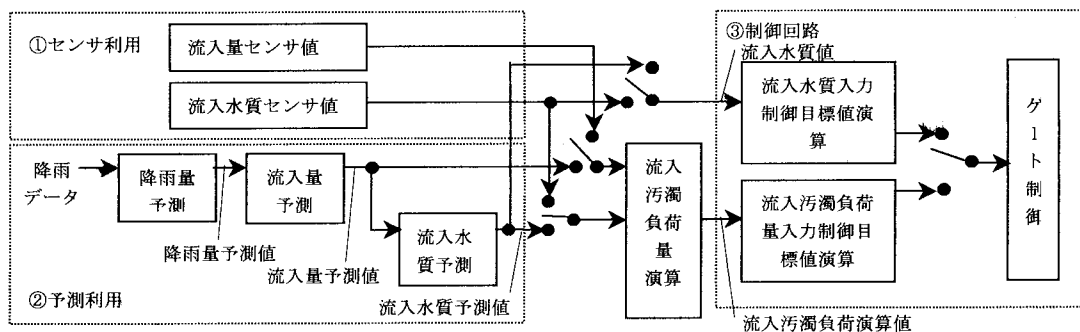 ①センサ利用
流入量センサ値
流入水質センサ値
③制御回路
流入水質値
流入水質入力
制御目標値演
算
ゲート制御
降雨
データ
降雨量
予測
流入量
予測
流入水
質予測
流入
汚濁
負荷
量
演算
流入汚濁負荷
量入力制御目
標値演算
降雨量予測値
流入量予測値
流入水質予測値
②予測利用
流入汚濁負荷演算値